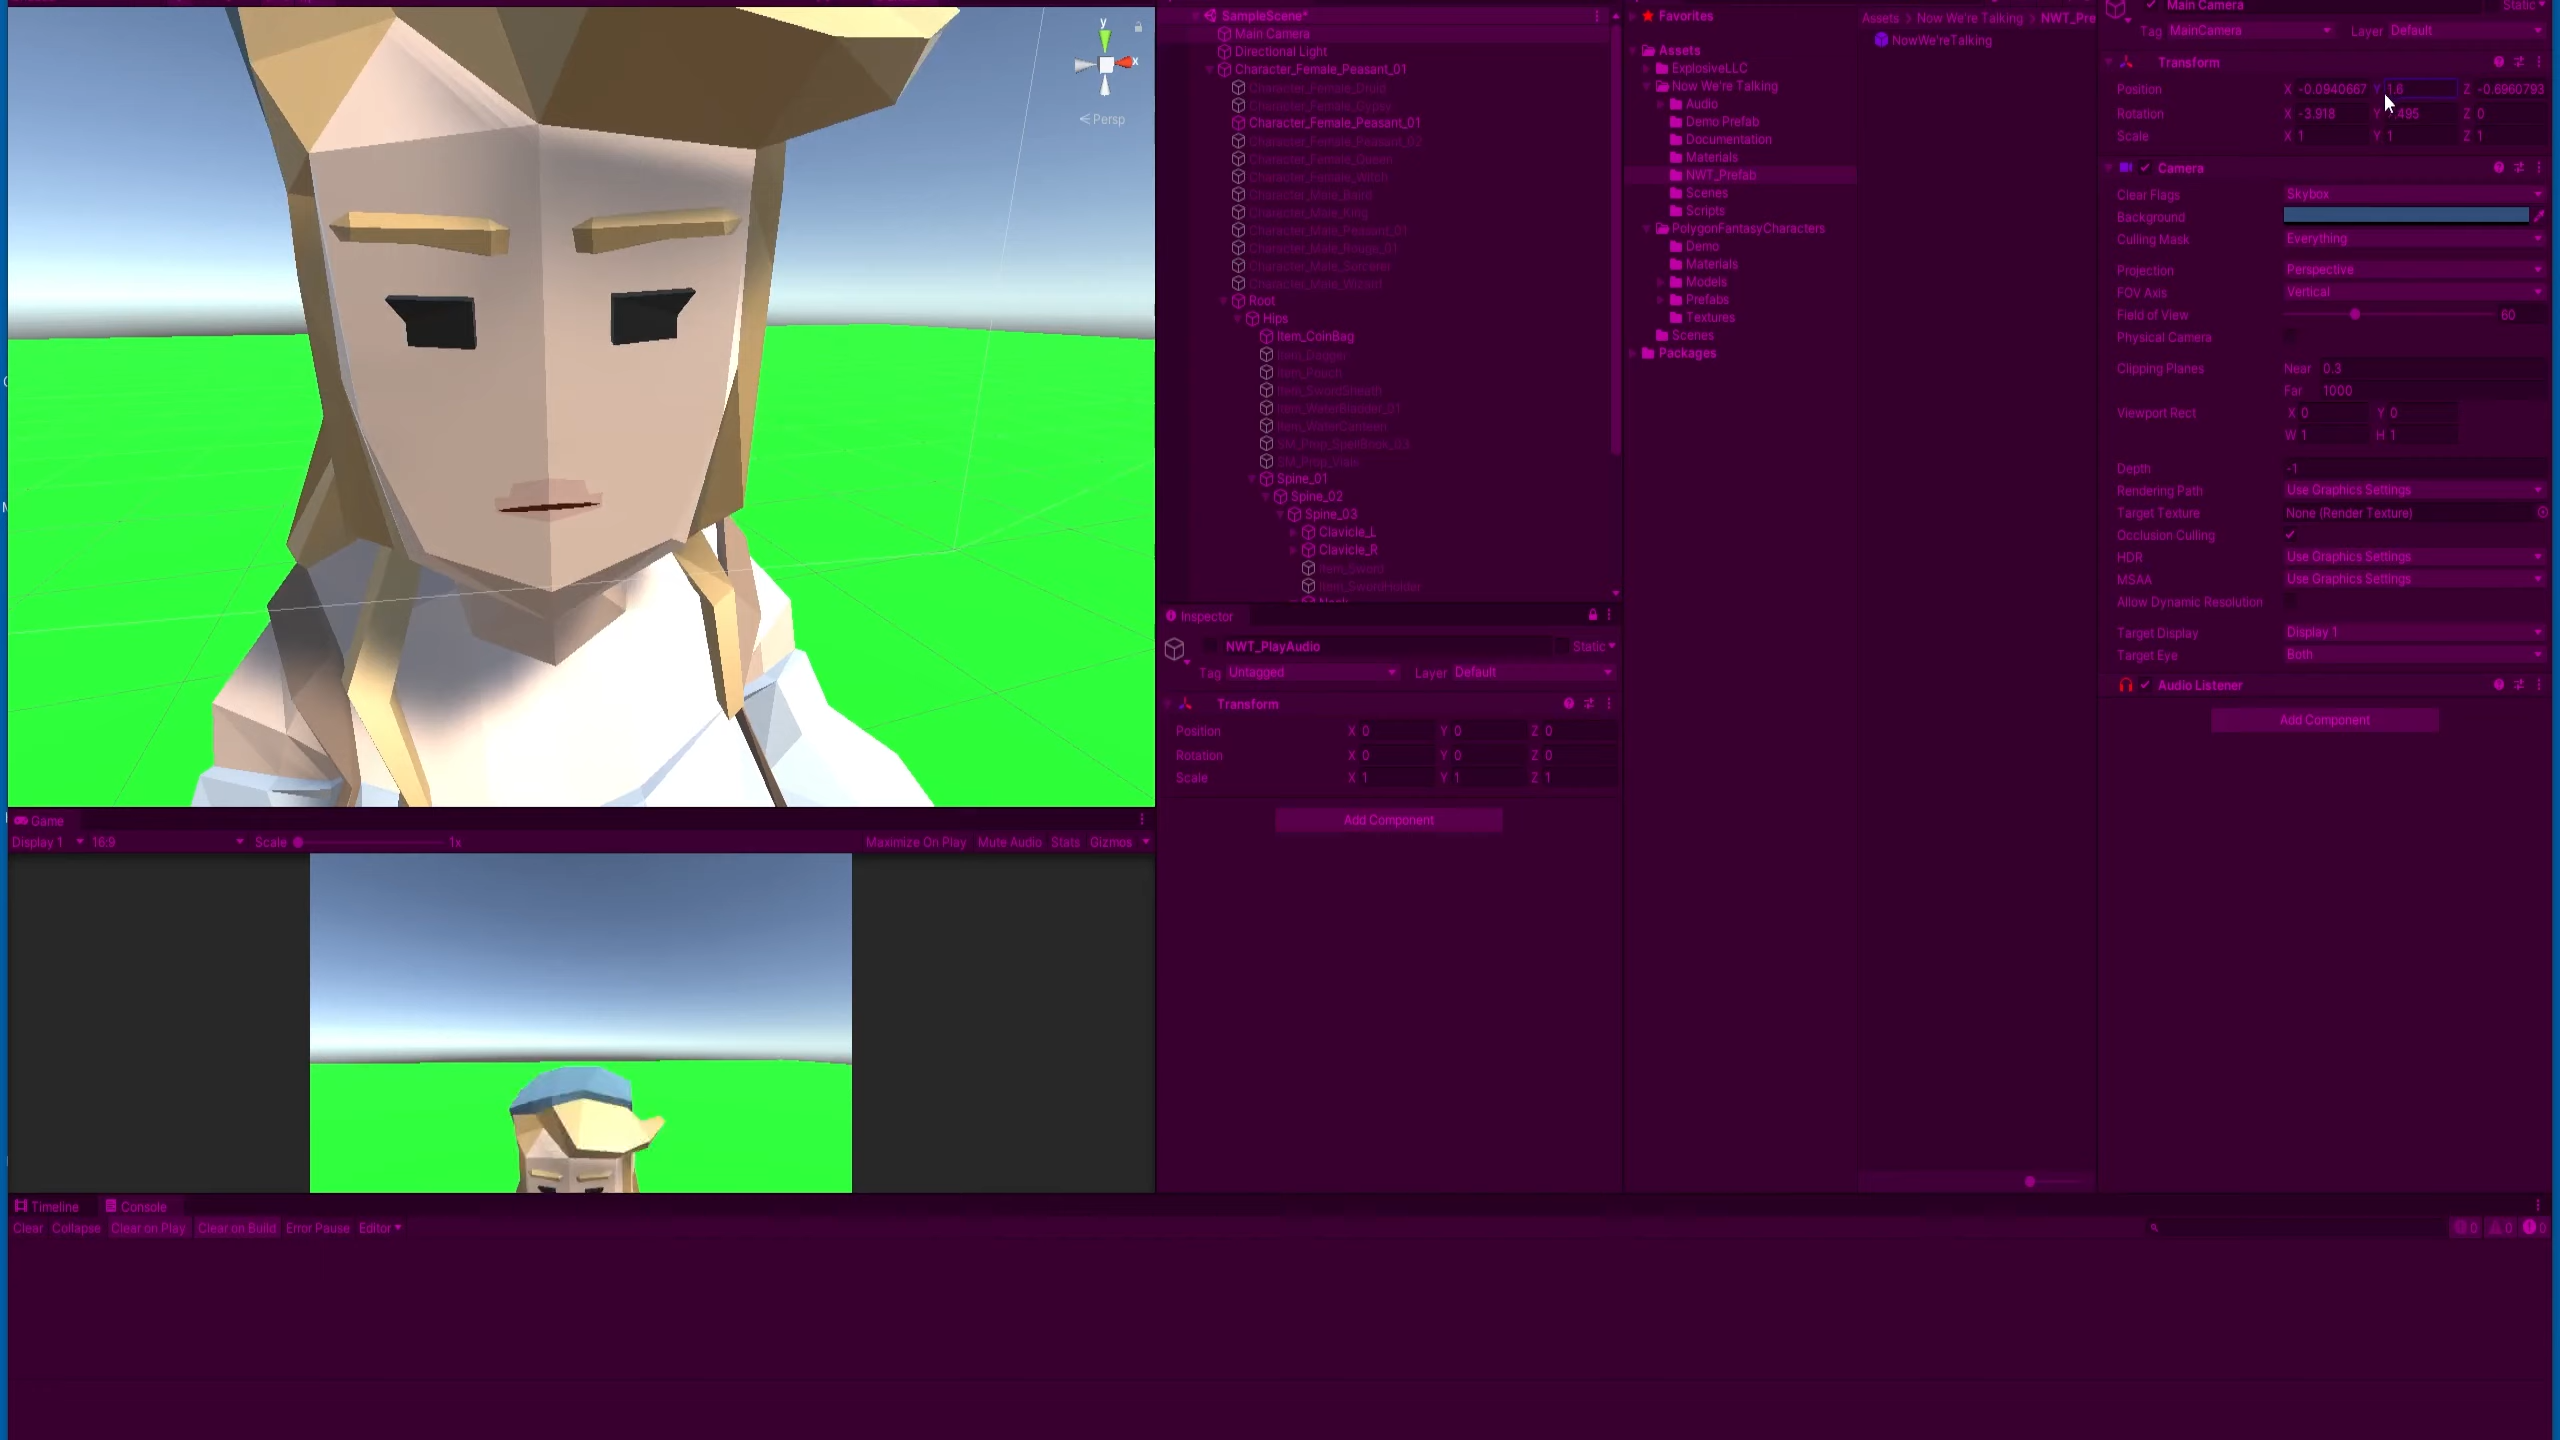 y
x
Persp
SampleScene*
Main Camera
Directional Light
Character_Female_Peasant_01
Character_Female_Druid
Character_Female_Gypsy
Character_Female_Peasant_01
Character_Female_Peasant_02
Character_Female_Queen
Character_Female_Witch
Character_Male_Baird
Character_Male_King
Character_Male_Peasant_01
Character_Male_Rouge_01
Character_Male_Sorcerer
Character_Male_Wizard
Root
Hips
Item_CoinBag
Item_Dagger
Item_Pouch
Item_SwordSheath
Item_WaterBladder_01
Item_WaterCanteen
SM_Prop_SpellBook_03
SM_Prop_Vials
Spine_01
Spine_02
Spine_03
Clavicle_L
Clavicle_R
Item_Sword
Item_SwordHolder
Inspector
NWT_PlayAudio
Static
Tag Untagged Layer Default
Transform
Position X 0 Y 0 Z 0
Rotation X 0 Y 0 Z 0
Scale X 1 Y 1 Z 1
Add Component
Favorites
Assets
ExplosiveLLC
Now We're Talking
Audio
Demo Prefab
Documentation
Materials
NWT_Prefab
Scenes
Scripts
PolygonFantasyCharacters
Demo
Materials
Models
Prefabs
Textures
Scenes
Packages
Assets > Now We're Talking > NWT_Pre
NowWe'reTalking
Main Camera Static
Tag MainCamera Layer Default
Transform
Position X -0.0940667 Y 1.6 Z -0.6960793
Rotation X -3.918 Y .495 Z 0
Scale X 1 Y 1 Z 1
Camera
Clear Flags Skybox
Background
Culling Mask Everything
Projection Perspective
FOV Axis Vertical
Field of View 60
Physical Camera
Clipping Planes Near 0.3
Far 1000
Viewport Rect X 0 Y 0
W 1 H 1
Depth -1
Rendering Path Use Graphics Settings
Target Texture None (Render Texture)
Occlusion Culling
HDR Use Graphics Settings
MSAA Use Graphics Settings
Allow Dynamic Resolution
Target Display Display 1
Target Eye Both
Audio Listener
Add Component
Game
Display 1 16:9 Scale 1x Maximize On Play Mute Audio Stats Gizmos
Timeline Console
Clear Collapse Clear on Play Clear on Build Error Pause Editor
0 0 0